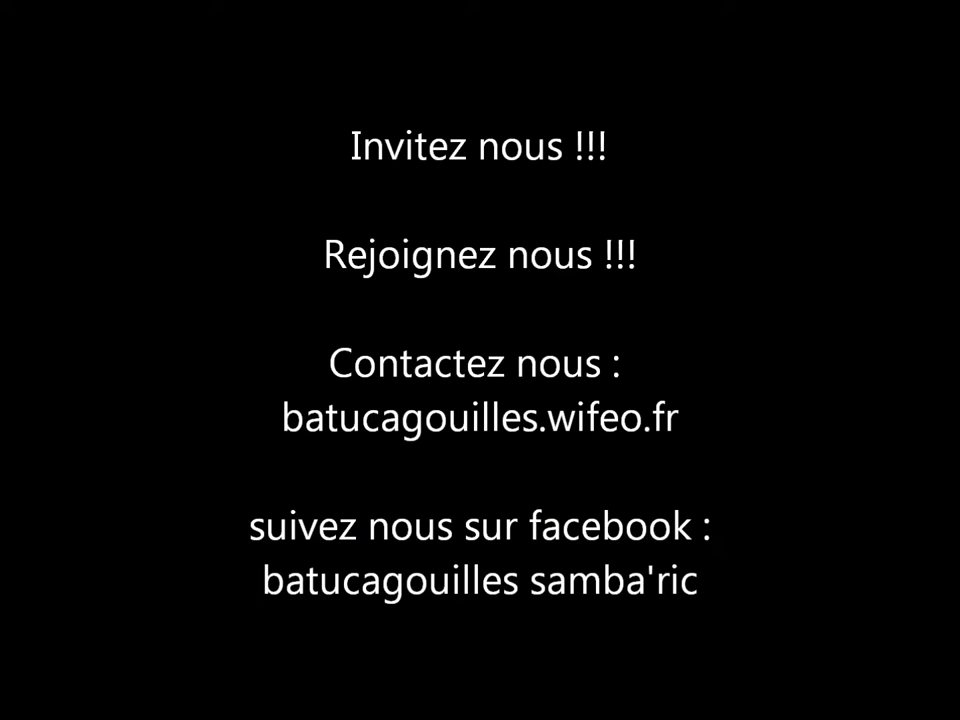 Invitez nous !!!
Rejoignez nous !!!
Contactez nous :
batucagouilles.wifeo.fr
suivez nous sur facebook :
batucagouilles samba'ric